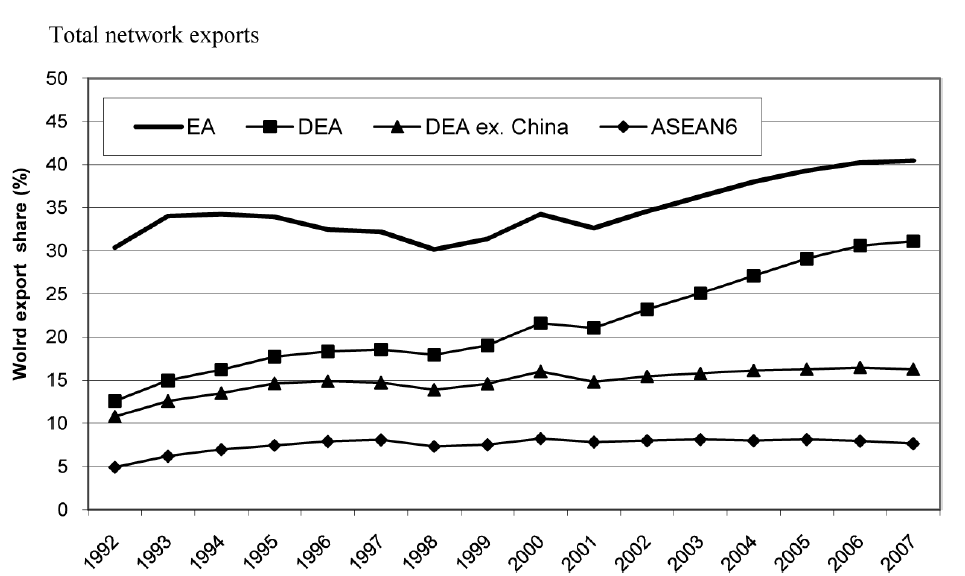 Total network exports
50
45
40
35
30
25
20
15
10
5
0
Wolrd export share (%)
EA DEA DEA ex. China ASEAN6
1992 1993 1994 1995 1996 1997 1998 1999 2000 2001 2002 2003 2004 2005 2006 2007